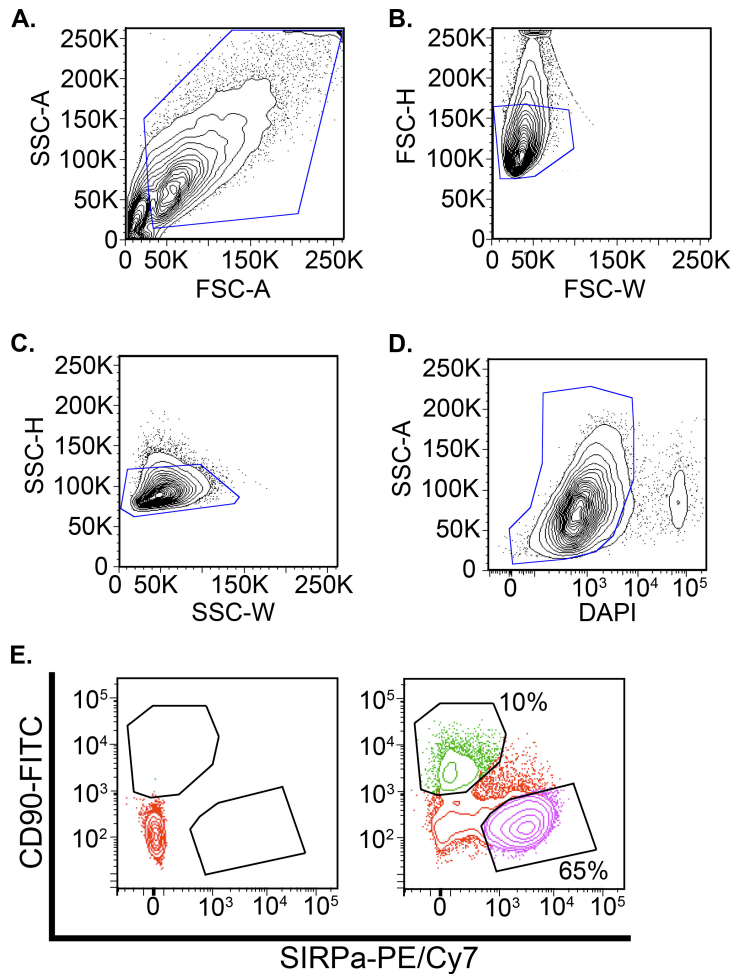 A.
SSC-A
250K
200K
150K
100K
50K
0
0 50K 150K 250K
FSC-A
B.
FSC-H
250K
200K
150K
100K
50K
0
0 50K 150K 250K
FSC-W
C.
SSC-H
250K
200K
150K
100K
50K
0
0 50K 150K 250K
SSC-W
D.
SSC-A
250K
200K
150K
100K
50K
0
0 10³ 10⁴ 10⁵
DAPI
E.
CD90-FITC
10⁵
10⁴
10³
10²
0 10³ 10⁴ 10⁵
10⁵
10⁴
10³
10²
10%
65%
0 10³ 10⁴ 10⁵
SIRPa-PE/Cy7